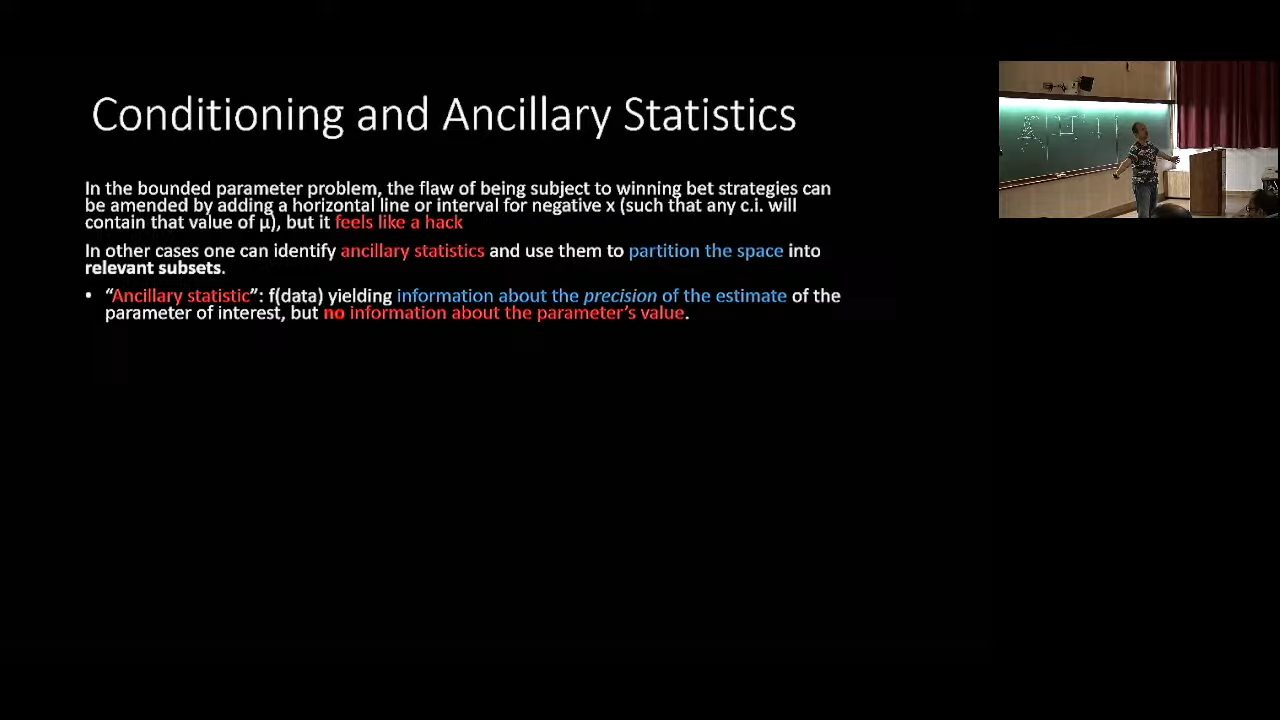 Conditioning and Ancillary Statistics
In the bounded parameter problem, the flaw of being subject to winning bet strategies can
be amended by adding a horizontal line or interval for negative x (such that any c.i. will
contain that value of μ), but it feels like a hack
In other cases one can identify ancillary statistics and use them to partition the space into
relevant subsets.
• “Ancillary statistic”: f(data) yielding information about the precision of the estimate of the
parameter of interest, but no information about the parameter’s value.